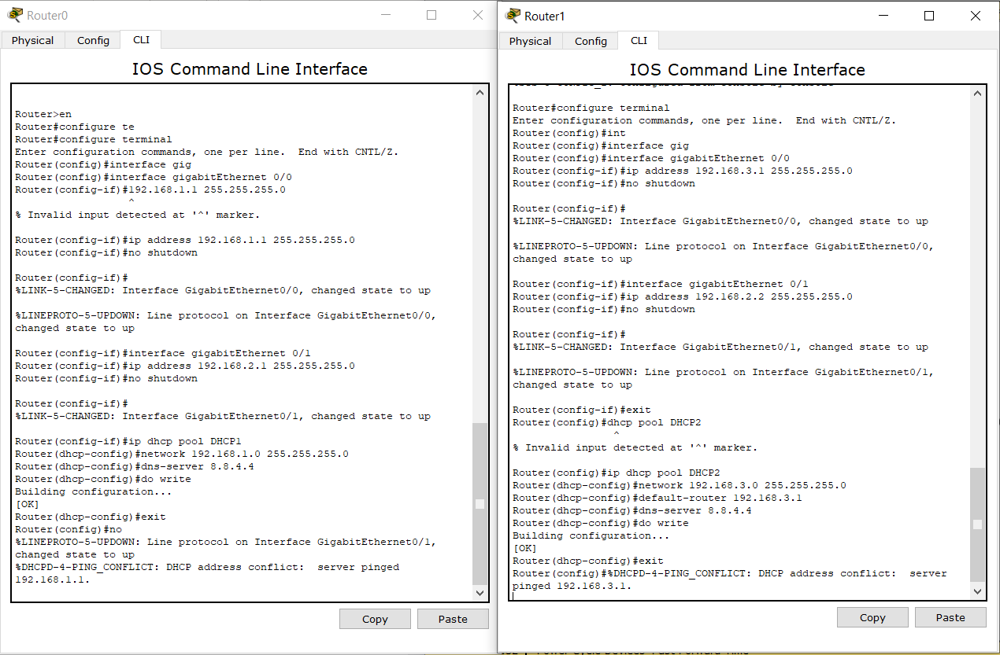 Router0
Physical Config CLI
IOS Command Line Interface
Router>en
Router#configure te
Router#configure terminal
Enter configuration commands, one per line.  End with CNTL/Z.
Router(config)#interface gig
Router(config)#interface gigabitEthernet 0/0
Router(config-if)#192.168.1.1 255.255.255.0
^
% Invalid input detected at '^' marker.
Router(config-if)#ip address 192.168.1.1 255.255.255.0
Router(config-if)#no shutdown
Router(config-if)#
%LINK-5-CHANGED: Interface GigabitEthernet0/0, changed state to up
%LINEPROTO-5-UPDOWN: Line protocol on Interface GigabitEthernet0/0,
changed state to up
Router(config-if)#interface gigabitEthernet 0/1
Router(config-if)#ip address 192.168.2.1 255.255.255.0
Router(config-if)#no shutdown
Router(config-if)#
%LINK-5-CHANGED: Interface GigabitEthernet0/1, changed state to up
Router(config-if)#ip dhcp pool DHCP1
Router(dhcp-config)#network 192.168.1.0 255.255.255.0
Router(dhcp-config)#dns-server 8.8.4.4
Router(dhcp-config)#do write
Building configuration...
[OK]
Router(dhcp-config)#exit
Router(config)#no
%LINEPROTO-5-UPDOWN: Line protocol on Interface GigabitEthernet0/1,
changed state to up
%DHCPD-4-PING_CONFLICT: DHCP address conflict:  server pinged
192.168.1.1.
Copy Paste
Router1
Physical Config CLI
IOS Command Line Interface
Router#configure terminal
Enter configuration commands, one per line.  End with CNTL/Z.
Router(config)#int
Router(config)#interface gig
Router(config)#interface gigabitEthernet 0/0
Router(config-if)#ip address 192.168.3.1 255.255.255.0
Router(config-if)#no shutdown
Router(config-if)#
%LINK-5-CHANGED: Interface GigabitEthernet0/0, changed state to up
%LINEPROTO-5-UPDOWN: Line protocol on Interface GigabitEthernet0/0,
changed state to up
Router(config-if)#interface gigabitEthernet 0/1
Router(config-if)#ip address 192.168.2.2 255.255.255.0
Router(config-if)#no shutdown
Router(config-if)#
%LINK-5-CHANGED: Interface GigabitEthernet0/1, changed state to up
%LINEPROTO-5-UPDOWN: Line protocol on Interface GigabitEthernet0/1,
changed state to up
Router(config-if)#exit
Router(config)#dhcp pool DHCP2
^
% Invalid input detected at '^' marker.
Router(config)#ip dhcp pool DHCP2
Router(dhcp-config)#network 192.168.3.0 255.255.255.0
Router(dhcp-config)#default-router 192.168.3.1
Router(dhcp-config)#dns-server 8.8.4.4
Router(dhcp-config)#do write
Building configuration...
[OK]
Router(dhcp-config)#exit
Router(config)#%DHCPD-4-PING_CONFLICT: DHCP address conflict:  server
pinged 192.168.3.1.
Copy Paste